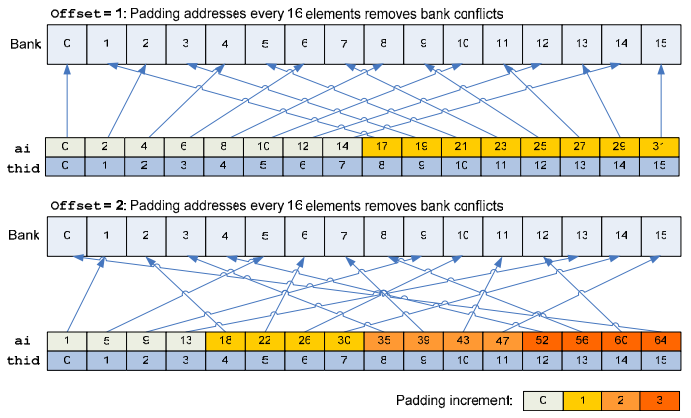 Offset = 1: Padding addresses every 16 elements removes bank conflicts
Bank 0 1 2 3 4 5 6 7 8 9 10 11 12 13 14 15
ai 0 2 4 6 8 10 12 14 17 19 21 23 25 27 29 31
thid 0 1 2 3 4 5 6 7 8 9 10 11 12 13 14 15
Offset = 2: Padding addresses every 16 elements removes bank conflicts
Bank 0 1 2 3 4 5 6 7 8 9 10 11 12 13 14 15
ai 1 5 9 13 18 22 26 30 35 39 43 47 52 56 60 64
thid 0 1 2 3 4 5 6 7 8 9 10 11 12 13 14 15
Padding increment: 0 1 2 3